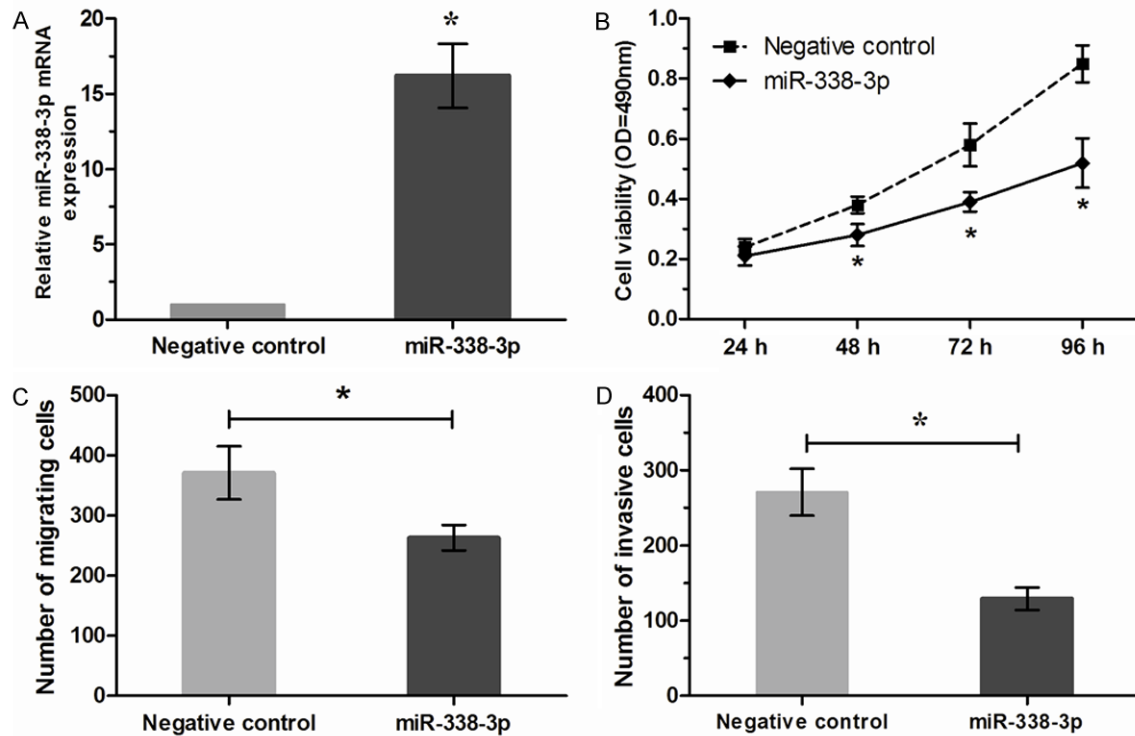 A
Relative miR-338-3p mRNA
expression
20
15
10
5
0
*
Negative control
miR-338-3p
B
Cell viability (OD=490nm)
1.0
0.8
0.6
0.4
0.2
0.0
Negative control
miR-338-3p
*
*
*
24 h
48 h
72 h
96 h
C
Number of migrating cells
500
400
300
200
100
0
*
Negative control
miR-338-3p
D
Number of invasive cells
400
300
200
100
0
*
Negative control
miR-338-3p